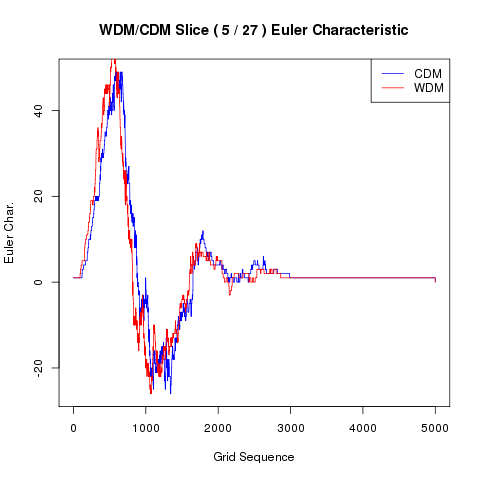 WDM/CDM Slice ( 5 / 27 ) Euler Characteristic
CDM
WDM
Euler Char.
40
20
0
-20
0 1000 2000 3000 4000 5000
Grid Sequence